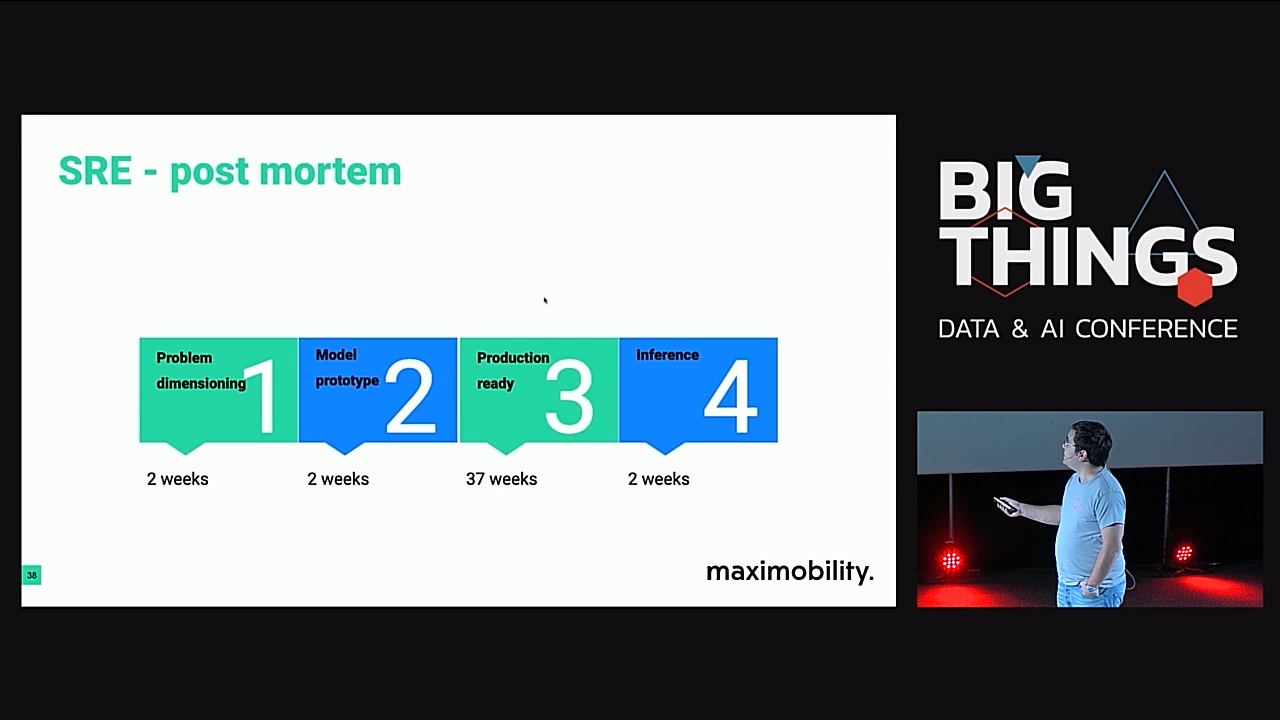 SRE - post mortem
Problem
dimensioning
1
Model
prototype
2
Production
ready
3
Inference
4
2 weeks
2 weeks
37 weeks
2 weeks
38
maximobility.
BIG
THINGS
DATA & AI CONFERENCE